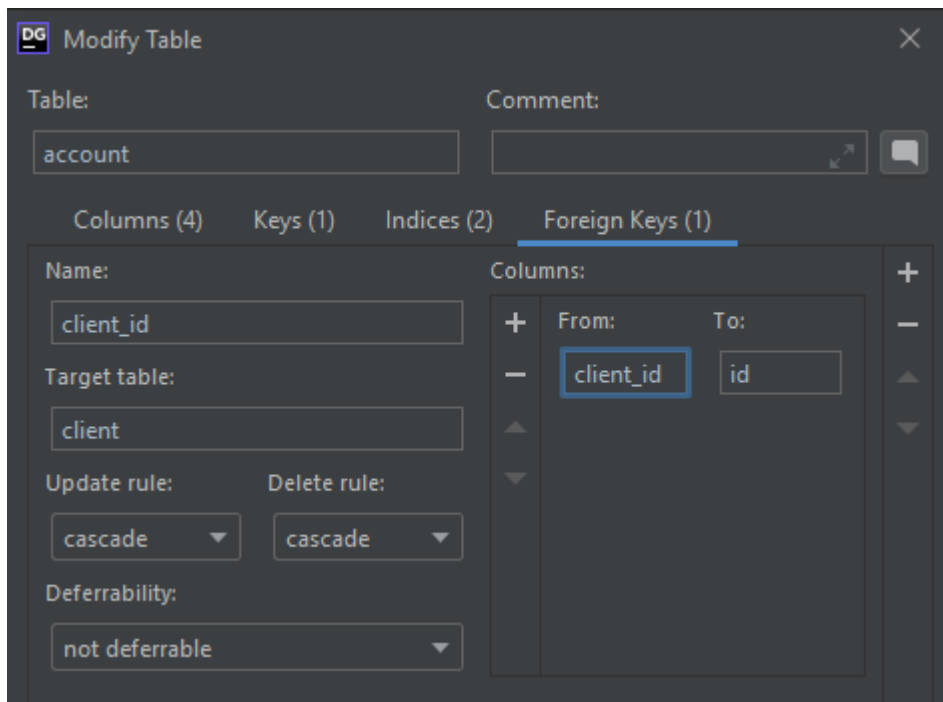 DG Modify Table
Table: Comment:
account
Columns (4) Keys (1) Indices (2) Foreign Keys (1)
Name: Columns:
client_id From: To:
Target table: client_id id
client
Update rule: Delete rule:
cascade cascade
Deferrability:
not deferrable